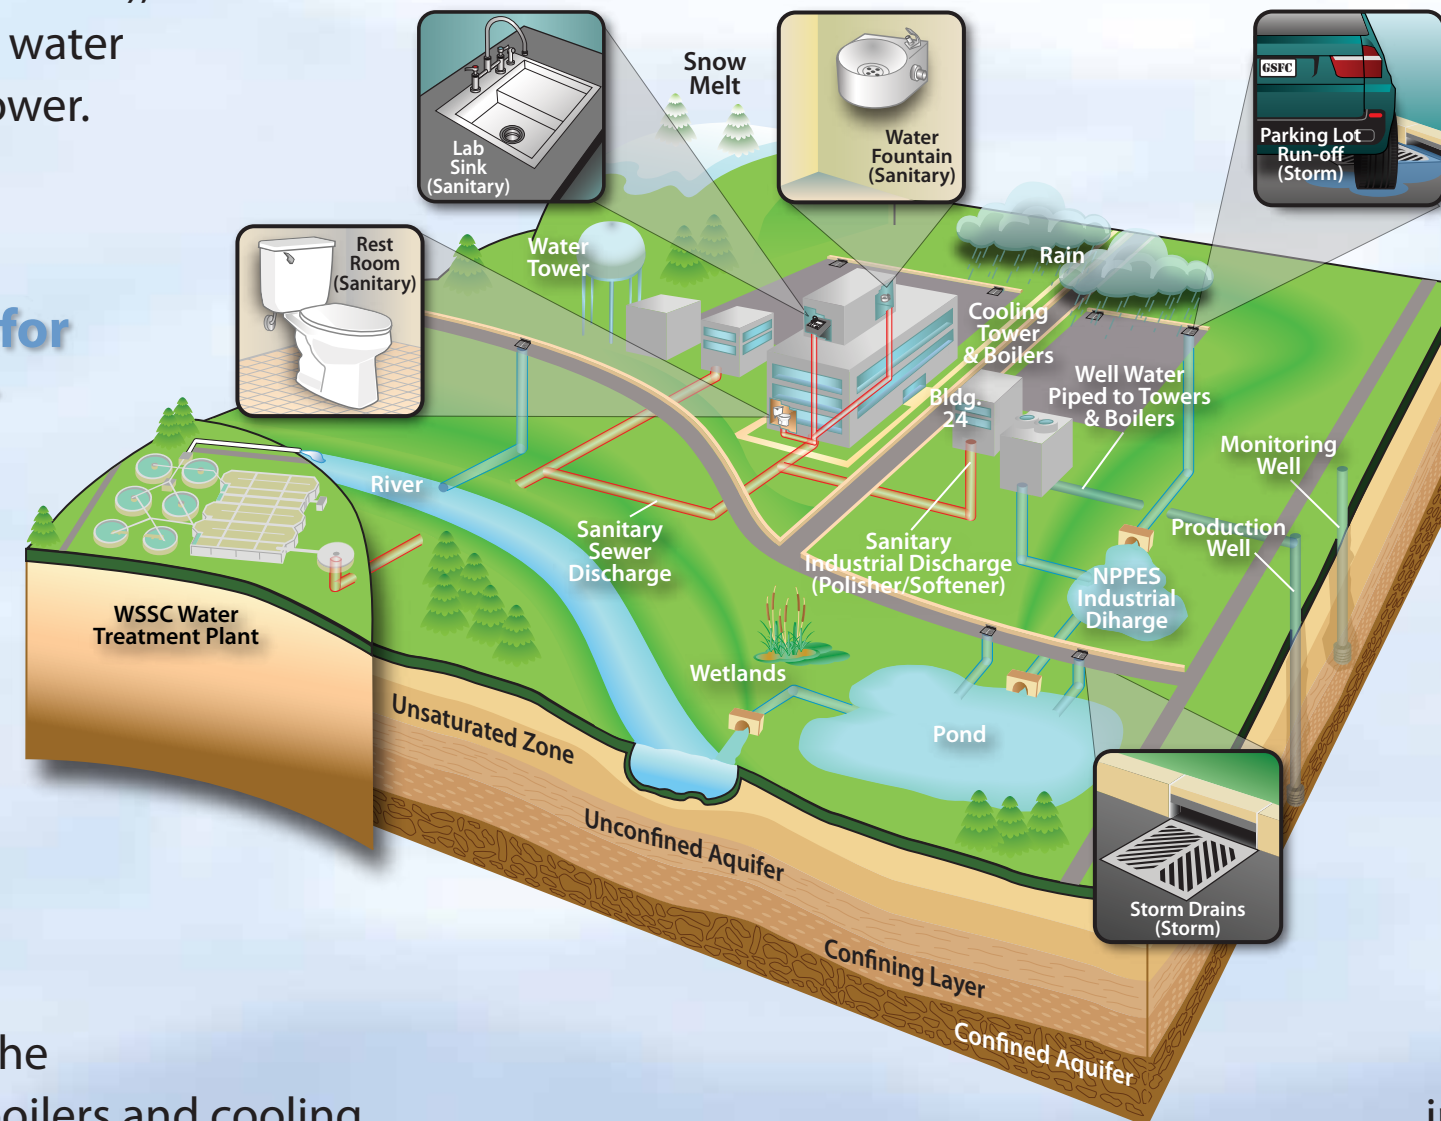 water
ower.
for
he
oilers and cooling
Lab
Sink
(Sanitary)
Snow
Melt
Water
Fountain
(Sanitary)
GSFC
Parking Lot
Run-off
(Storm)
Rest
Room
(Sanitary)
Water
Tower
Rain
Cooling
Tower
& Boilers
Bldg.
24
Well Water
Piped to Towers
& Boilers
Monitoring
Well
Production
Well
River
Sanitary
Sewer
Discharge
Sanitary
Industrial Discharge
(Polisher/Softener)
NPPES
Industrial
Diharge
WSSC Water
Treatment Plant
Wetlands
Pond
Unsaturated Zone
Unconfined Aquifer
Confining Layer
Confined Aquifer
Storm Drains
(Storm)